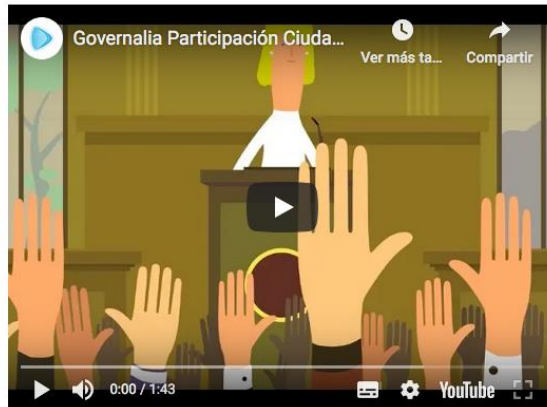 Governalia Participación Ciuda...
Ver más ta...
Compartir
0:00 / 1:43
YouTube